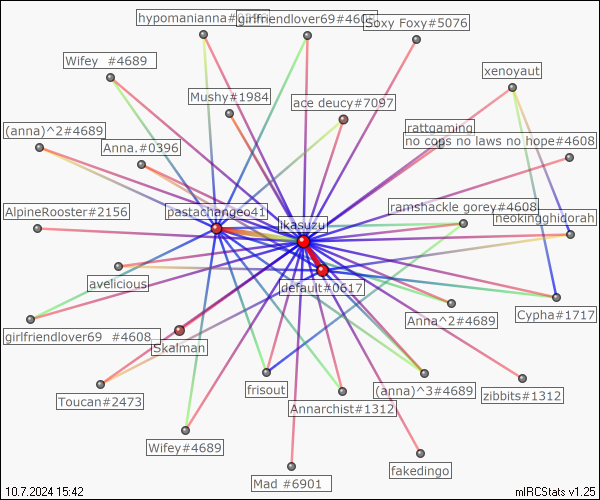 hypomanianna#
girlfriendlover69#4608
Soxy Foxy#5076
Wifey  #4689
xenoyaut
Mushy#1984
ace deucy#7097
(anna)^2#4689
rattgaming
no cops no laws no hope#4608
Anna.#0396
AlpineRooster#2156
pastachangeo41
ramshackle gorey#4608
neokingghidorah
ikasuzu
avelicious
default#0617
Cypha#1717
Anna^2#4689
girlfriendlover69  #4608
Skalman
frisout
(anna)^3#4689
zibbits#1312
Toucan#2473
Annarchist#1312
Wifey#4689
fakedingo
Mad #6901
10.7.2024 15:42
mIRCStats v1.25